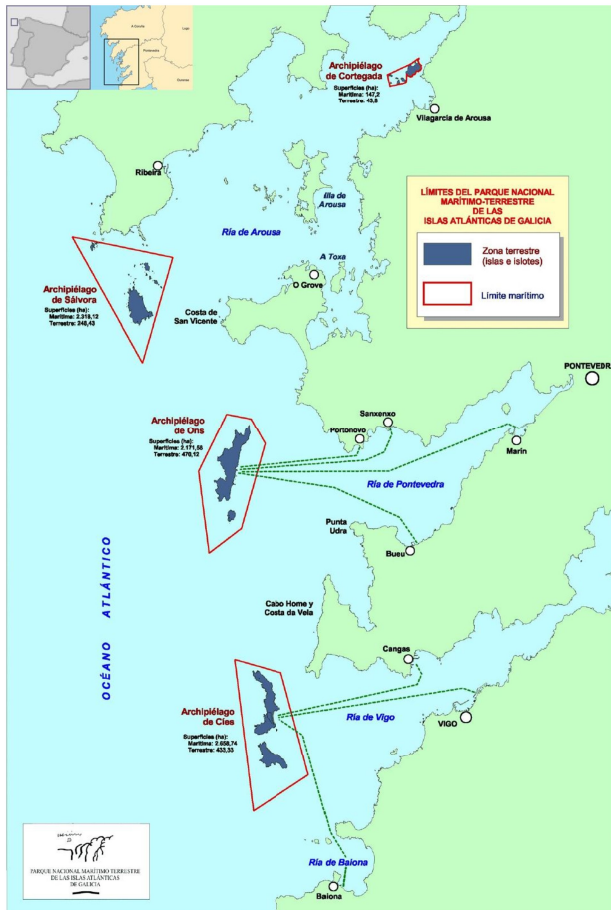 A Coruña
Lugo
Pontevedra
Ourense
Archipiélago
de Cortegada
Superficies (ha):
Marítima: 147,2
Terrestre: 43,8
Vilagarcía de Arousa
Ribeira
Illa de
Arousa
Ría de Arousa
A Toxa
O Grove
Costa de
San Vicente
LÍMITES DEL PARQUE NACIONAL
MARÍTIMO-TERRESTRE
DE LAS
ISLAS ATLÁNTICAS DE GALICIA
Zona terrestre
(islas e islotes)
Límite marítimo
Archipiélago
de Sálvora
Superficies (ha):
Marítima: 2.318,12
Terrestre: 248,43
PONTEVEDRA
Archipiélago
de Ons
Superficies (ha):
Marítima: 2.171,58
Terrestre: 470,12
Sanxenxo
Portonovo
Marín
Ría de Pontevedra
Punta
Udra
Bueu
OCÉANO ATLÁNTICO
Cabo Home y
Costa da Vela
Cangas
Archipiélago
de Cíes
Superficies (ha):
Marítima: 2.658,74
Terrestre: 433,33
Ría de Vigo
VIGO
Ría de Baiona
Baiona
PARQUE NACIONAL MARÍTIMO TERRESTRE
DE LAS ISLAS ATLÁNTICAS
DE GALICIA